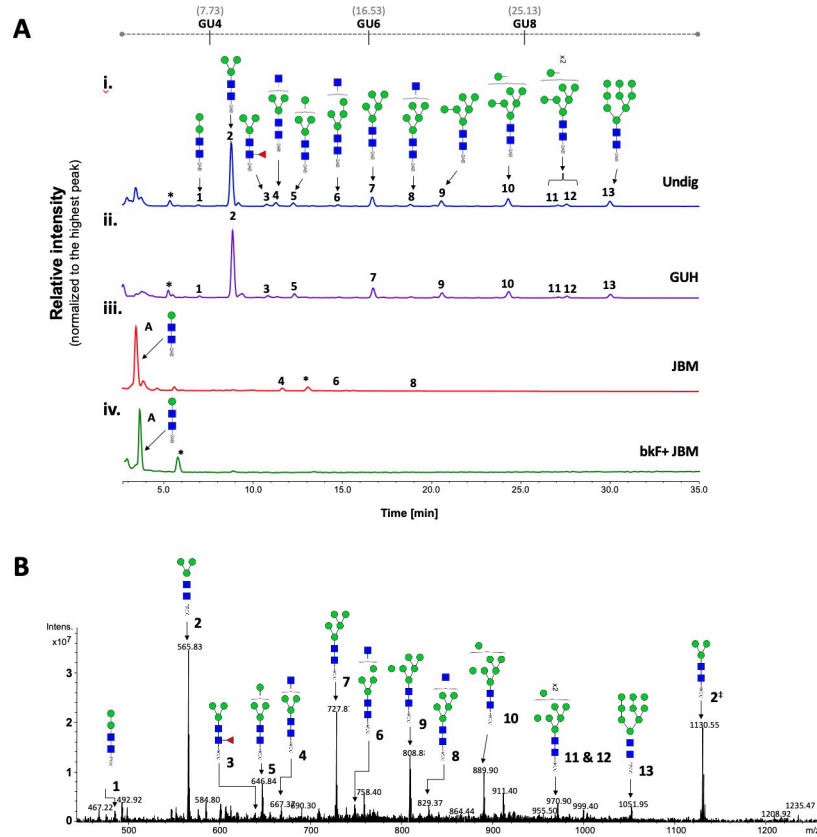 (7.73) (16.53) (25.13)
GU4 GU6 GU8
A
i.
x2
2
* 1 3 4 5 6 7 8 9 10 11 12 13
Undig
ii.
2
* 1 3 5 7 9 10 11 12 13
GUH
iii.
A
4 * 6 8
JBM
iv.
A
*
bkF+ JBM
Relative intensity
(normalized to the highest peak)
5.0 10.0 15.0 20.0 25.0 30.0 35.0
Time [min]
B
Intens.
x10⁷
3
2
1
0
1
2
3
5
4
7
6
9
8
10
x2
11 & 12
13
2‡
467.22
492.92
565.83
584.80
646.84
667.37
690.30
727.8
758.40
808.8
829.37
864.44
889.90
911.40
955.50
970.90
999.40
1051.95
1130.55
1208.92
1235.47
500 600 700 800 900 1000 1100 1200 m/z